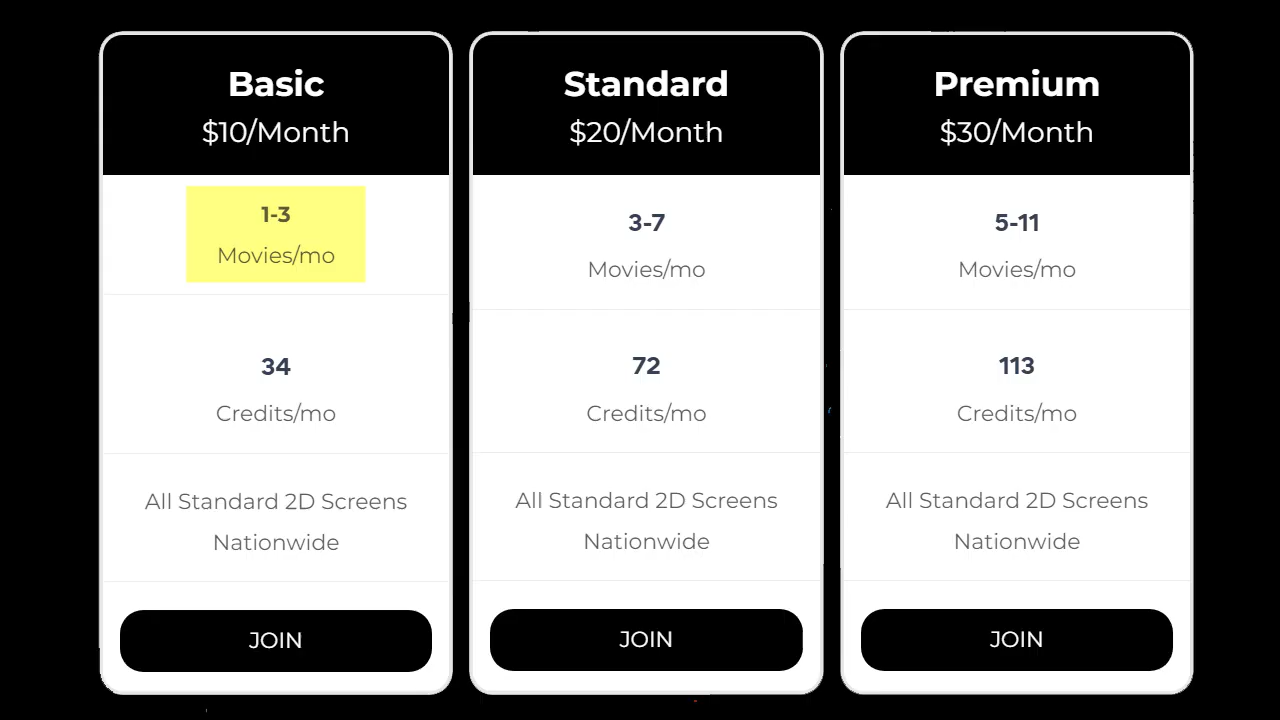 Basic
$10/Month
1-3
Movies/mo
34
Credits/mo
All Standard 2D Screens
Nationwide
JOIN
Standard
$20/Month
3-7
Movies/mo
72
Credits/mo
All Standard 2D Screens
Nationwide
JOIN
Premium
$30/Month
5-11
Movies/mo
113
Credits/mo
All Standard 2D Screens
Nationwide
JOIN